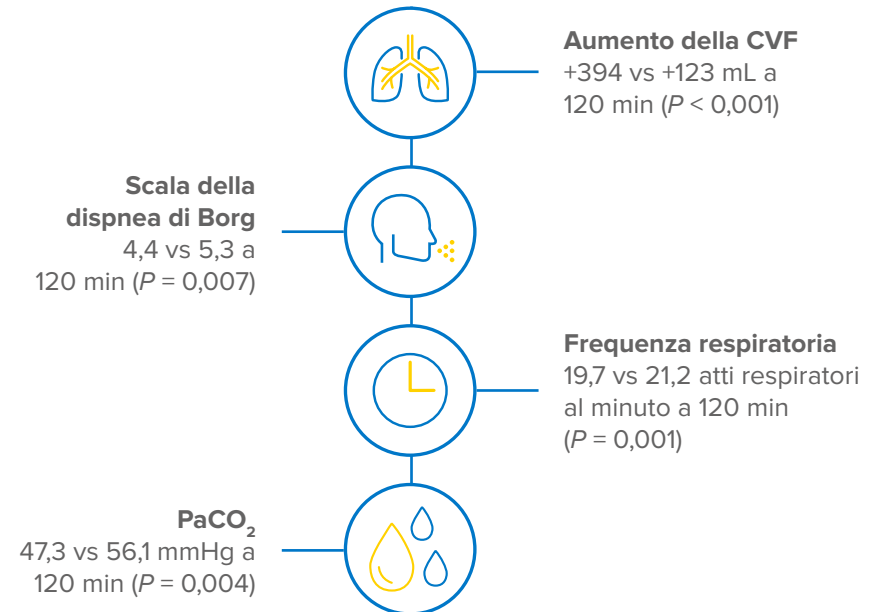 Aumento della CVF
+394 vs +123 mL a
120 min (P < 0,001)
Scala della
dispnea di Borg
4,4 vs 5,3 a
120 min (P = 0,007)
Frequenza respiratoria
19,7 vs 21,2 atti respiratori
al minuto a 120 min
(P = 0,001)
PaCO₂
47,3 vs 56,1 mmHg a
120 min (P = 0,004)